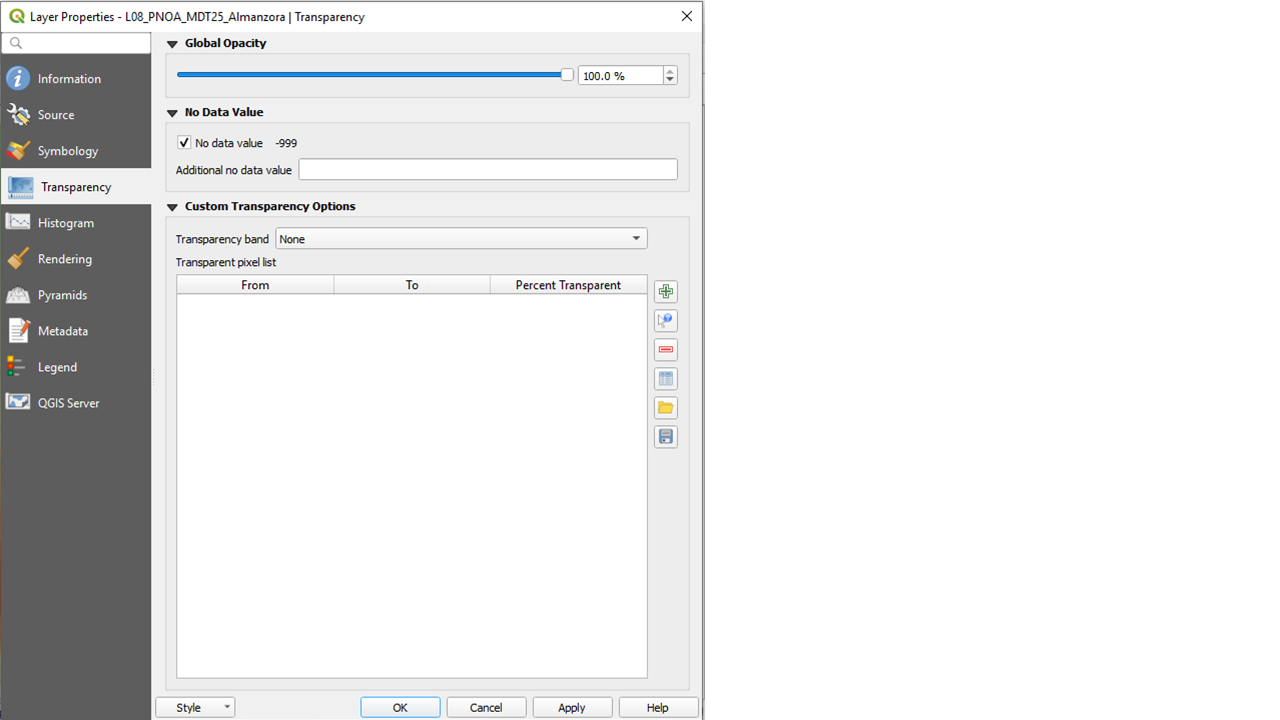 Layer Properties - L08_PNOA_MDT25_Almanzora | Transparency
Information
Source
Symbology
Transparency
Histogram
Rendering
Pyramids
Metadata
Legend
QGIS Server
Global Opacity
100.0 %
No Data Value
No data value -999
Additional no data value
Custom Transparency Options
Transparency band None
Transparent pixel list
From To Percent Transparent
Style OK Cancel Apply Help